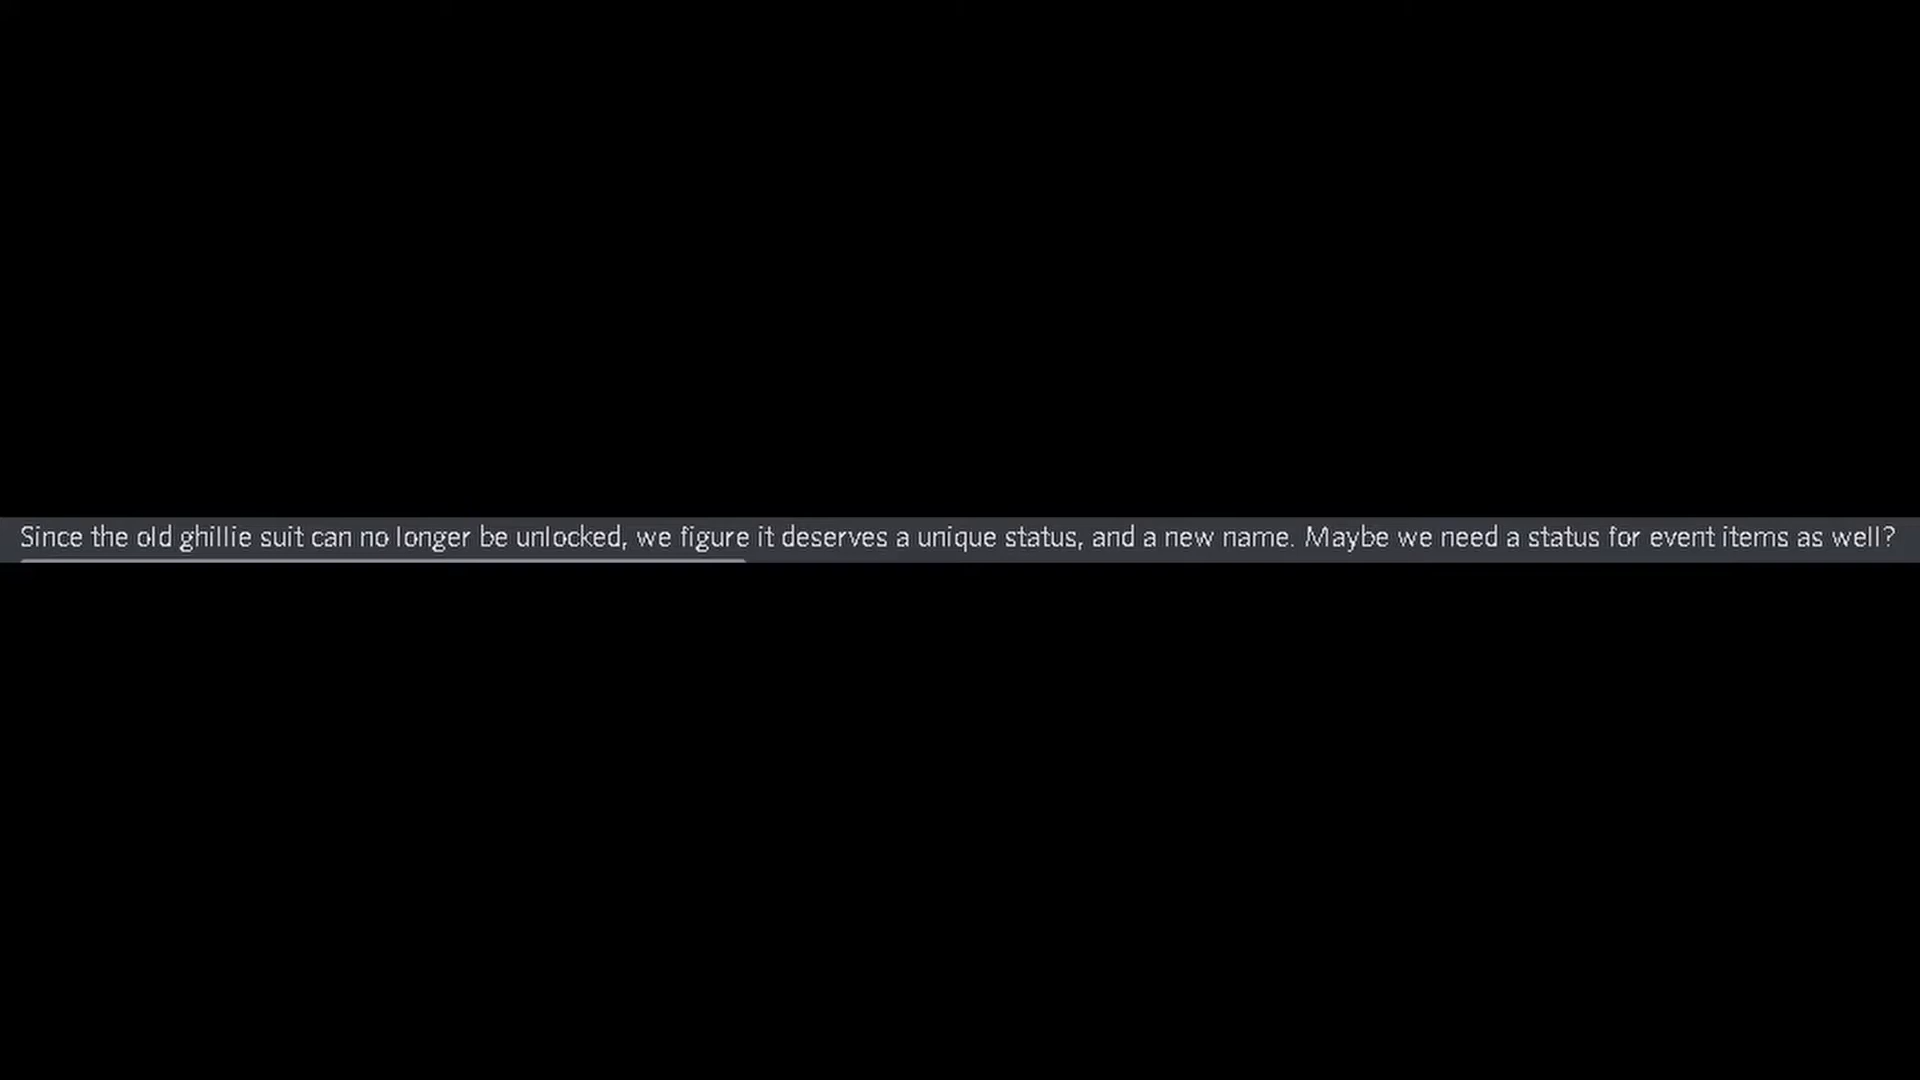 Since the old ghillie suit can no longer be unlocked, we figure it deserves a unique status, and a new name. Maybe we need a status for event items as well?